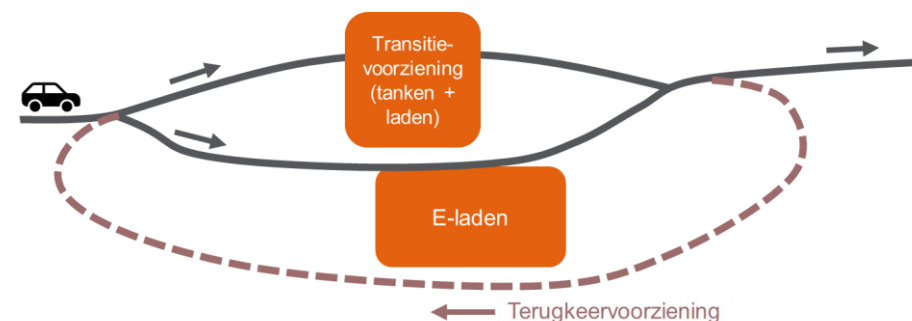 Transitie-
voorziening
(tanken +
laden)
E-laden
Terugkeervoorziening